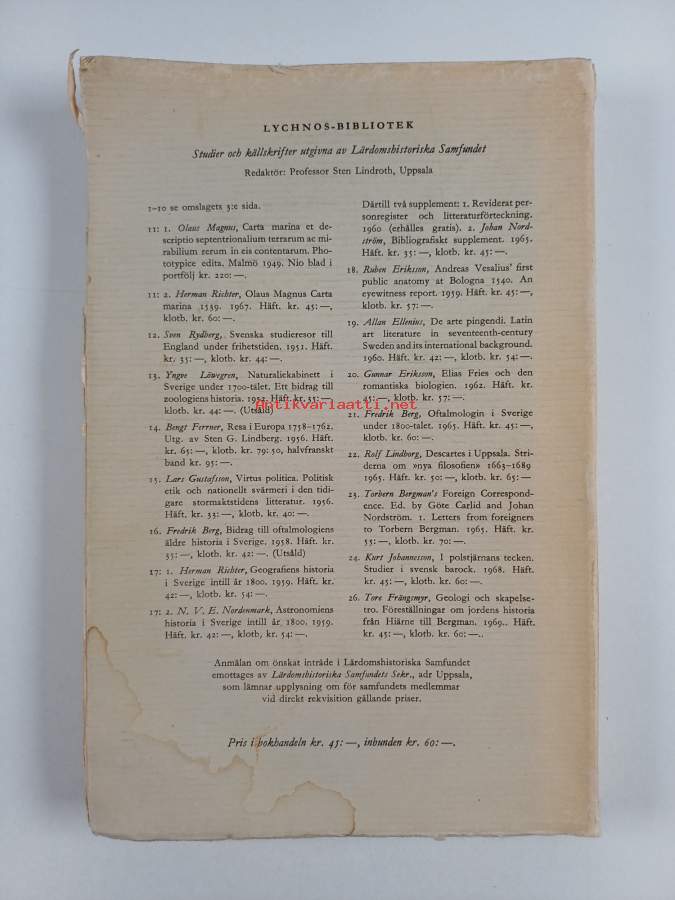 LYCHNOS-BIBLIOTEK
Studier och källskrifter utgivna av Lärdomshistoriska Samfundet
Redaktör: Professor Sten Lindroth, Uppsala
1-10 se omslagets 3:e sida.
11: 1. Olaus Magnus, Carta marina et de-
scriptio septentrionalium terrarum ac mi-
rabilium rerum in eis contentarum. Pho-
totypice edita. Malmö 1949. Nio blad i
portfölj kr. 220: —.
11: 2. Herman Richter, Olaus Magnus Carta
marina 1539. 1967. Häft. kr. 45: —,
klotb. kr. 60: —.
12. Sven Rydberg, Svenska studieresor till
England under frihetstiden. 1951. Häft.
kr. 35: —, klotb. kr. 44: —.
13. Yngve Löwegren, Naturaliekabinett i
Sverige under 1700-talet. Ett bidrag till
zoologiens historia. 1952. Häft. kr. 35: —,
klotb. kr. 44: —. (Utsåld)
14. Bengt Ferrner, Resa i Europa 1758–1762.
Utg. av Sten G. Lindberg. 1956. Häft.
kr. 65: —, klotb. kr. 79: 50, halvfranskt
band kr. 95: —.
15. Lars Gustafsson, Virtus politica. Politisk
etik och nationellt svärmeri i den tidi-
gare stormaktstidens litteratur. 1956.
Häft. kr. 33: —, klotb. kr. 40: —.
16. Fredrik Berg, Bidrag till oftalmologiens
äldre historia i Sverige. 1958. Häft. kr.
35: —, klotb. kr. 42: —. (Utsåld)
17: 1. Herman Richter, Geografiens historia
i Sverige intill år 1800. 1959. Häft. kr.
42: —, klotb. kr. 54: —.
17: 2. N. V. E. Nordenmark, Astronomiens
historia i Sverige intill år 1800. 1959.
Häft. kr. 42: —, klotb, kr. 54: —.
Därtill två supplement: 1. Reviderat per-
sonregister och litteraturförteckning.
1960 (erhålles gratis). 2. Johan Nord-
ström, Bibliografiskt supplement. 1965.
Häft. kr. 35: —, klotb. kr. 45: —.
18. Ruben Eriksson, Andreas Vesalius' first
public anatomy at Bologna 1540. An
eyewitness report. 1959. Häft. kr. 45: —,
klotb. kr. 57: —.
19. Allan Ellenius, De arte pingendi. Latin
art literature in seventeenth-century
Sweden and its international background.
1960. Häft. kr. 42: —, klotb. kr. 54: —.
20. Gunnar Eriksson, Elias Fries och den
romantiska biologien. 1962. Häft. kr.
45: —, klotb. kr. 57: —.
21. Fredrik Berg, Oftalmologin i Sverige
under 1800-talet. 1965. Häft. kr. 45: —,
klotb. kr. 60: —.
22. Rolf Lindborg, Descartes i Uppsala. Stri-
derna om »nya filosofien» 1663–1689
1965. Häft. kr. 50: —, klotb. kr. 65: —
23. Torbern Bergman's Foreign Correspond-
ence. Ed. by Göte Carlid and Johan
Nordström. 1. Letters from foreigners
to Torbern Bergman. 1965. Häft. kr.
55: —, klotb. kr. 70: —.
24. Kurt Johannesson, I polstjärnans tecken.
Studier i svensk barock. 1968. Häft.
kr. 45: —, klotb. kr. 60: —.
26. Tore Frängsmyr, Geologi och skapelse-
tro. Föreställningar om jordens historia
från Hiärne till Bergman. 1969.. Häft.
kr. 45: —, klotb. kr. 60: —..
Antikvariaatti.net
Anmälan om önskat inträde i Lärdomshistoriska Samfundet
emottages av Lärdomshistoriska Samfundets Sekr., adr Uppsala,
som lämnar upplysning om för samfundets medlemmar
vid direkt rekvisition gällande priser.
Pris i bokhandeln kr. 45: —, inbunden kr. 60: —.